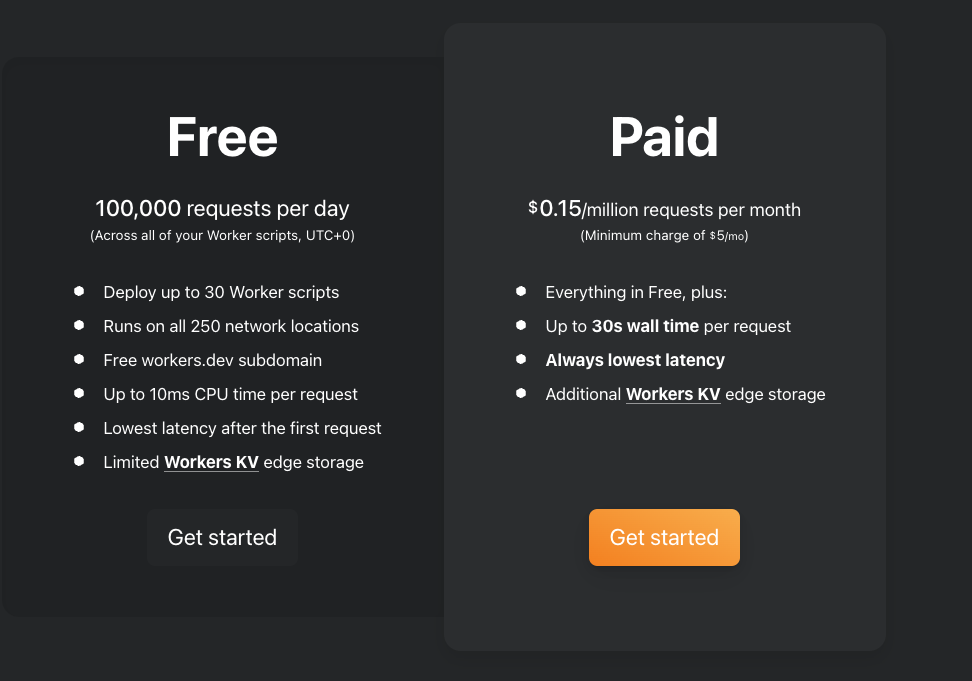 Free
100,000 requests per day
(Across all of your Worker scripts, UTC+0)
Deploy up to 30 Worker scripts
Runs on all 250 network locations
Free workers.dev subdomain
Up to 10ms CPU time per request
Lowest latency after the first request
Limited Workers KV edge storage
Get started
Paid
$0.15/million requests per month
(Minimum charge of $5/mo)
Everything in Free, plus:
Up to 30s wall time per request
Always lowest latency
Additional Workers KV edge storage
Get started